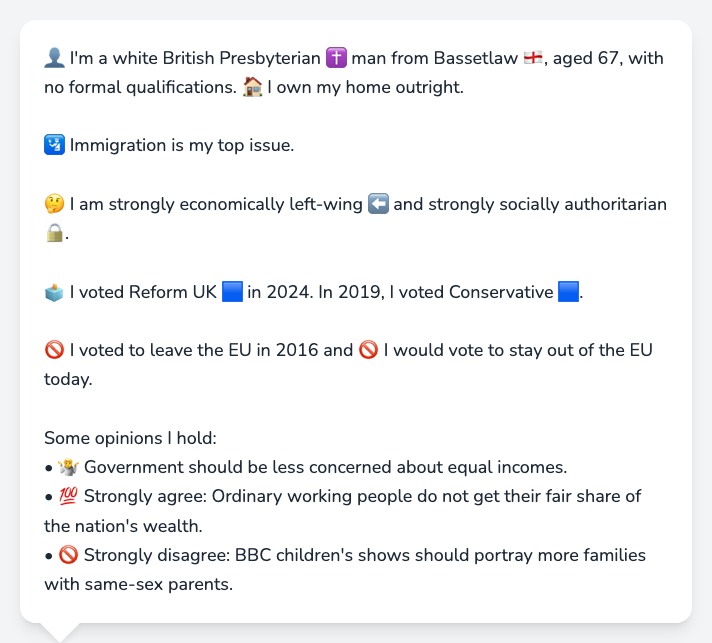 👤 I'm a white British Presbyterian ✝️ man from Bassetlaw 🏴󠁧󠁢󠁥󠁮󠁧󠁿, aged 67, with
no formal qualifications. 🏠 I own my home outright.
🛂 Immigration is my top issue.
🤔 I am strongly economically left-wing ⬅️ and strongly socially authoritarian
🔒.
🗳️ I voted Reform UK 🟦 in 2024. In 2019, I voted Conservative 🟦.
🚫 I voted to leave the EU in 2016 and 🚫 I would vote to stay out of the EU
today.
Some opinions I hold:
• 🤷 Government should be less concerned about equal incomes.
• 💯 Strongly agree: Ordinary working people do not get their fair share of
the nation's wealth.
• 🚫 Strongly disagree: BBC children's shows should portray more families
with same-sex parents.